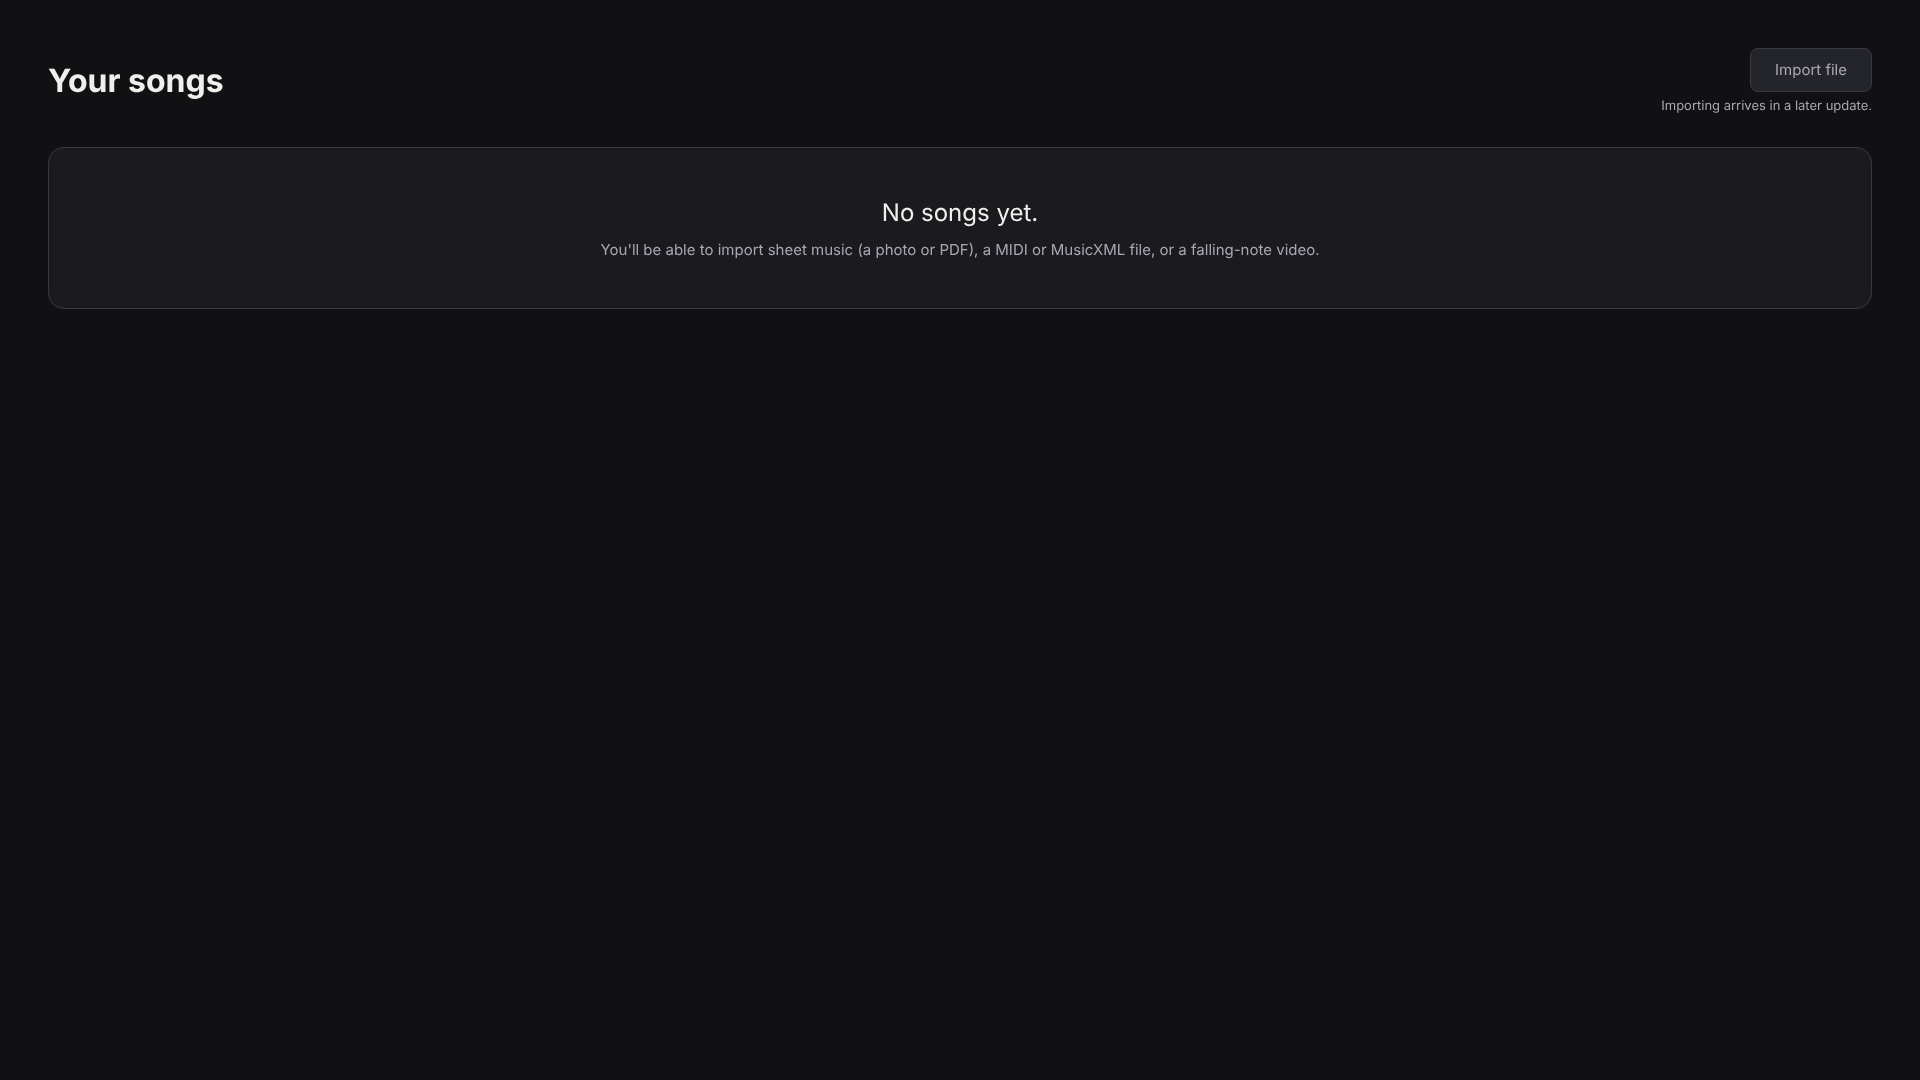 Your songs
Import file
Importing arrives in a later update.
No songs yet.
You'll be able to import sheet music (a photo or PDF), a MIDI or MusicXML file, or a falling-note video.